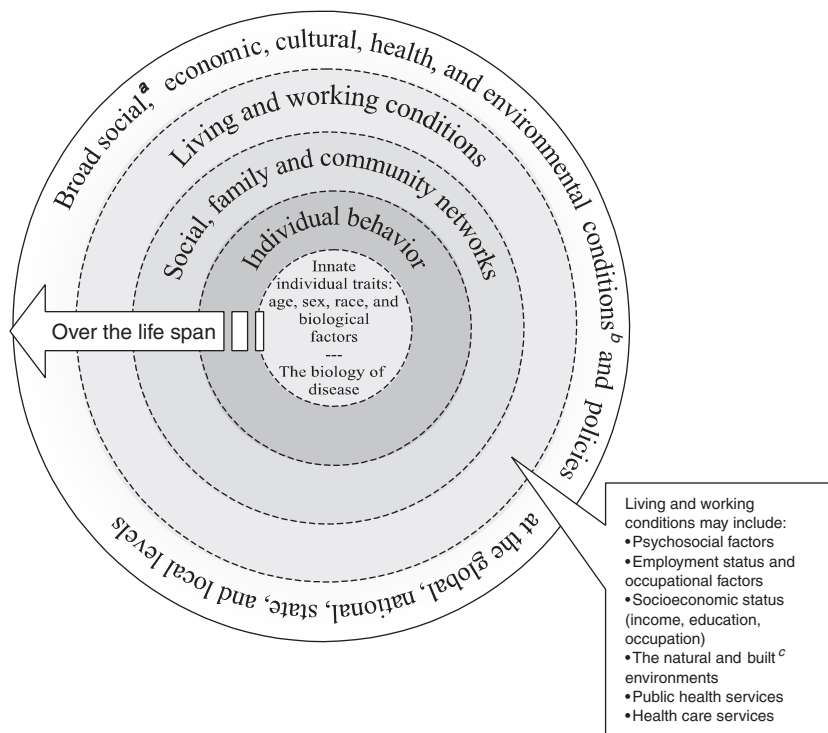 Broad social,ᵃ economic, cultural, health, and environmental conditionsᵇ and policies
at the global, national, state, and local levels
Living and working conditions
Social, family and community networks
Individual behavior
Innate
individual traits:
age, sex, race, and
biological
factors
---
The biology of
disease
Over the life span
Living and working
conditions may include:
•Psychosocial factors
•Employment status and
occupational factors
•Socioeconomic status
(income, education,
occupation)
•The natural and builtᶜ
environments
•Public health services
•Health care services